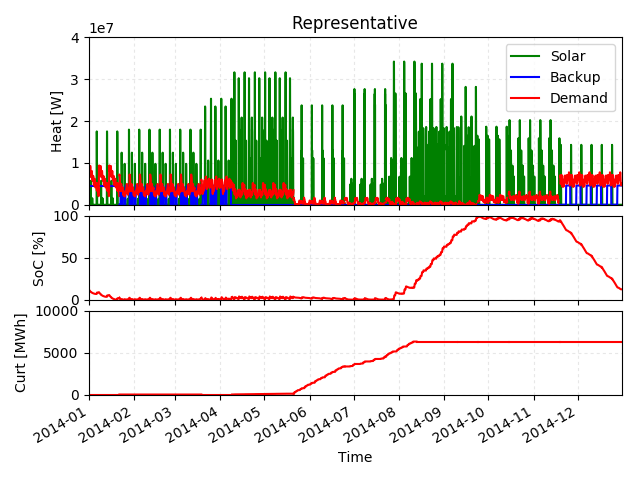 Representative
1e7
4
3
2
1
0
Heat [W]
Solar
Backup
Demand
100
50
0
SoC [%]
10000
5000
0
Curt [MWh]
2014-01
2014-02
2014-03
2014-04
2014-05
2014-06
2014-07
2014-08
2014-09
2014-10
2014-11
2014-12
Time